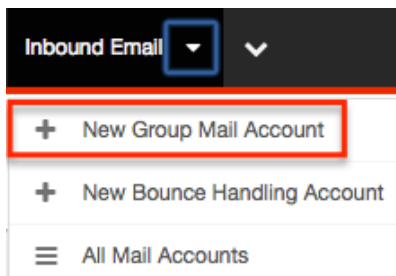 Inbound Email
New Group Mail Account
New Bounce Handling Account
All Mail Accounts